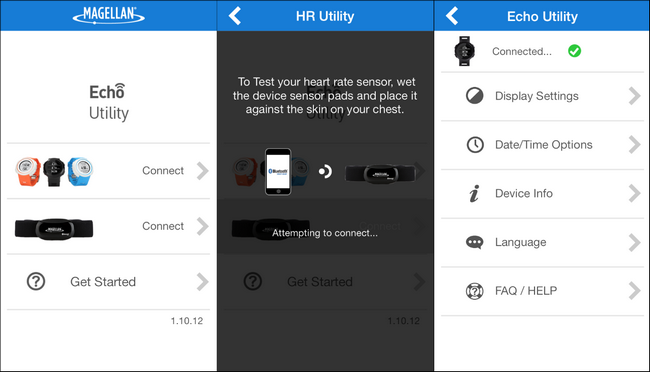 MAGELLAN
Echo
Utility
Connect
Connect
Get Started
1.10.12
HR Utility
To Test your heart rate sensor, wet
the device sensor pads and place it
against the skin on your chest.
Bluetooth
MAGELLAN
Attempting to connect...
Get Started
1.10.12
Echo Utility
Connected...
Display Settings
Date/Time Options
Device Info
Language
FAQ / HELP